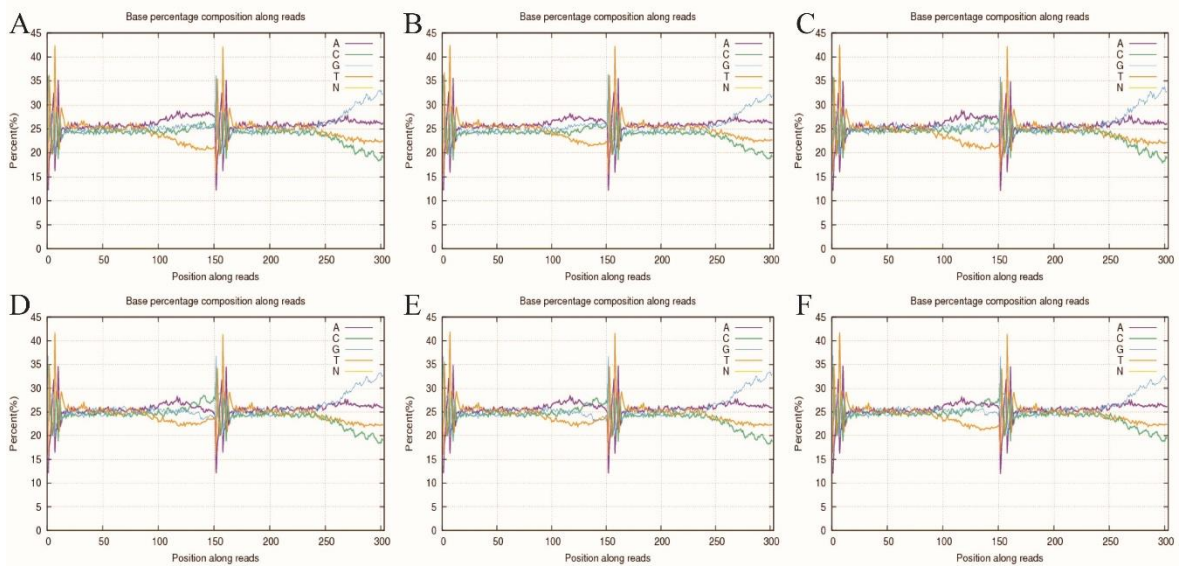 A
Base percentage composition along reads
45
40
35
30
25
20
15
10
5
0
Percent(%)
A
C
G
T
N
0 50 100 150 200 250 300
Position along reads
B
Base percentage composition along reads
45
40
35
30
25
20
15
10
5
0
Percent(%)
A
C
G
T
N
0 50 100 150 200 250 300
Position along reads
C
Base percentage composition along reads
45
40
35
30
25
20
15
10
5
0
Percent(%)
A
C
G
T
N
0 50 100 150 200 250 300
Position along reads
D
Base percentage composition along reads
45
40
35
30
25
20
15
10
5
0
Percent(%)
A
C
G
T
N
0 50 100 150 200 250 300
Position along reads
E
Base percentage composition along reads
45
40
35
30
25
20
15
10
5
0
Percent(%)
A
C
G
T
N
0 50 100 150 200 250 300
Position along reads
F
Base percentage composition along reads
45
40
35
30
25
20
15
10
5
0
Percent(%)
A
C
G
T
N
0 50 100 150 200 250 300
Position along reads